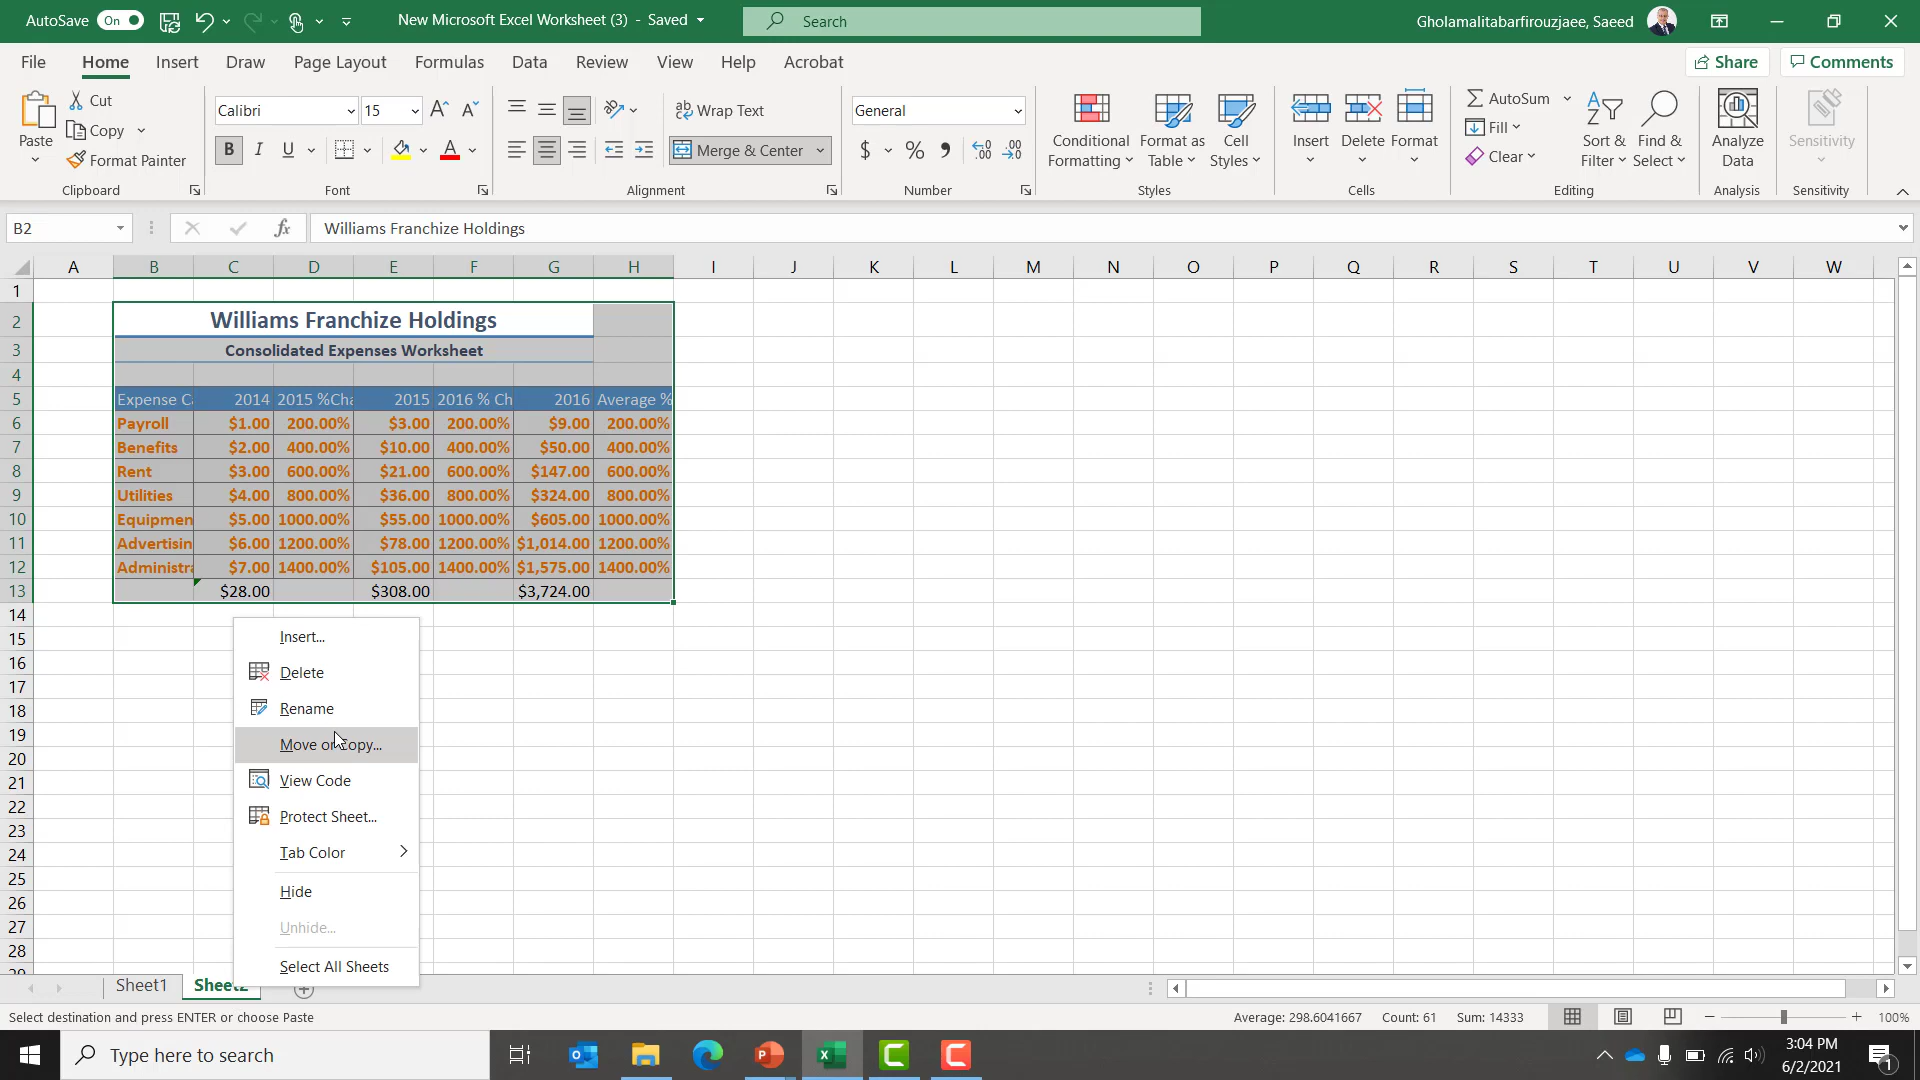 AutoSave On New Microsoft Excel Worksheet (3) - Saved Search Gholamalitabarfirouzjaee, Saeed
File Home Insert Draw Page Layout Formulas Data Review View Help Acrobat Share Comments
Paste Cut Copy Format Painter Clipboard
Calibri 15 A A B I U A Font
ab Wrap Text Merge & Center Alignment
General $ % , Number
Conditional Formatting Format as Table Cell Styles Styles
Insert Delete Format Cells
AutoSum Fill Clear Sort & Filter Find & Select Editing
Analyze Data Analysis
Sensitivity Sensitivity
B2 fx Williams Franchize Holdings
A B C D E F G H I J K L M N O P Q R S T U V W
1
2 Williams Franchize Holdings
3 Consolidated Expenses Worksheet
4
5 Expense Ca 2014 2015 %Cha 2015 2016 % Ch 2016 Average %
6 Payroll $1.00 200.00% $3.00 200.00% $9.00 200.00%
7 Benefits $2.00 400.00% $10.00 400.00% $50.00 400.00%
8 Rent $3.00 600.00% $21.00 600.00% $147.00 600.00%
9 Utilities $4.00 800.00% $36.00 800.00% $324.00 800.00%
10 Equipmen $5.00 1000.00% $55.00 1000.00% $605.00 1000.00%
11 Advertisin $6.00 1200.00% $78.00 1200.00% $1,014.00 1200.00%
12 Administra $7.00 1400.00% $105.00 1400.00% $1,575.00 1400.00%
13 $28.00 $308.00 $3,724.00
14
15
16
17
18
19
20
21
22
23
24
25
26
27
28
29
Insert...
Delete
Rename
Move or Copy...
View Code
Protect Sheet...
Tab Color
Hide
Unhide...
Select All Sheets
Sheet1 Sheet2
Select destination and press ENTER or choose Paste Average: 298.6041667 Count: 61 Sum: 14333 100%
Type here to search 3:04 PM
6/2/2021 1